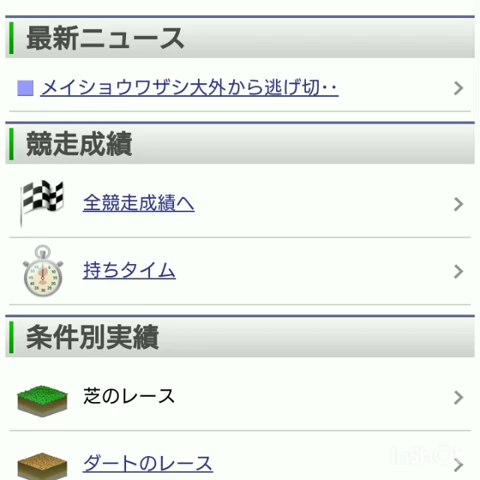 最新ニュース
メイショウワザシ大外から逃げ切‥
競走成績
全競走成績へ
持ちタイム
条件別実績
芝のレース
ダートのレース
InShOt